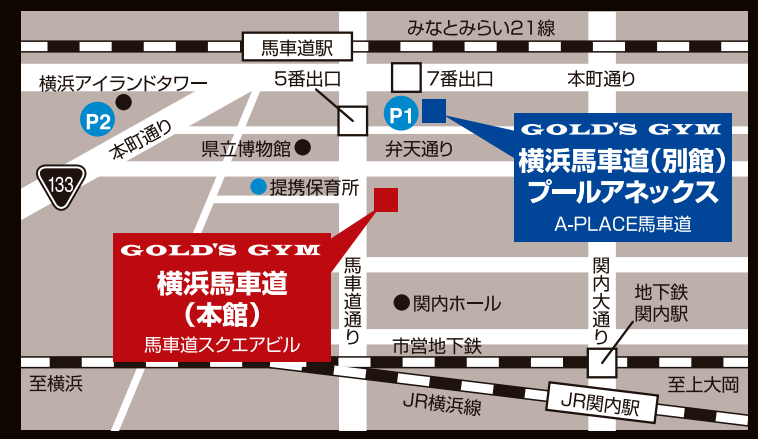 みなとみらい21線
馬車道駅
横浜アイランドタワー
5番出口
7番出口
本町通り
P2
P1
本町通り
県立博物館
弁天通り
GOLD'S GYM
横浜馬車道(別館)
プールアネックス
A-PLACE馬車道
133
提携保育所
GOLD'S GYM
横浜馬車道
(本館)
馬車道スクエアビル
馬車道通り
関内ホール
関内大通り
地下鉄
関内駅
市営地下鉄
至横浜
JR横浜線
JR関内駅
至上大岡